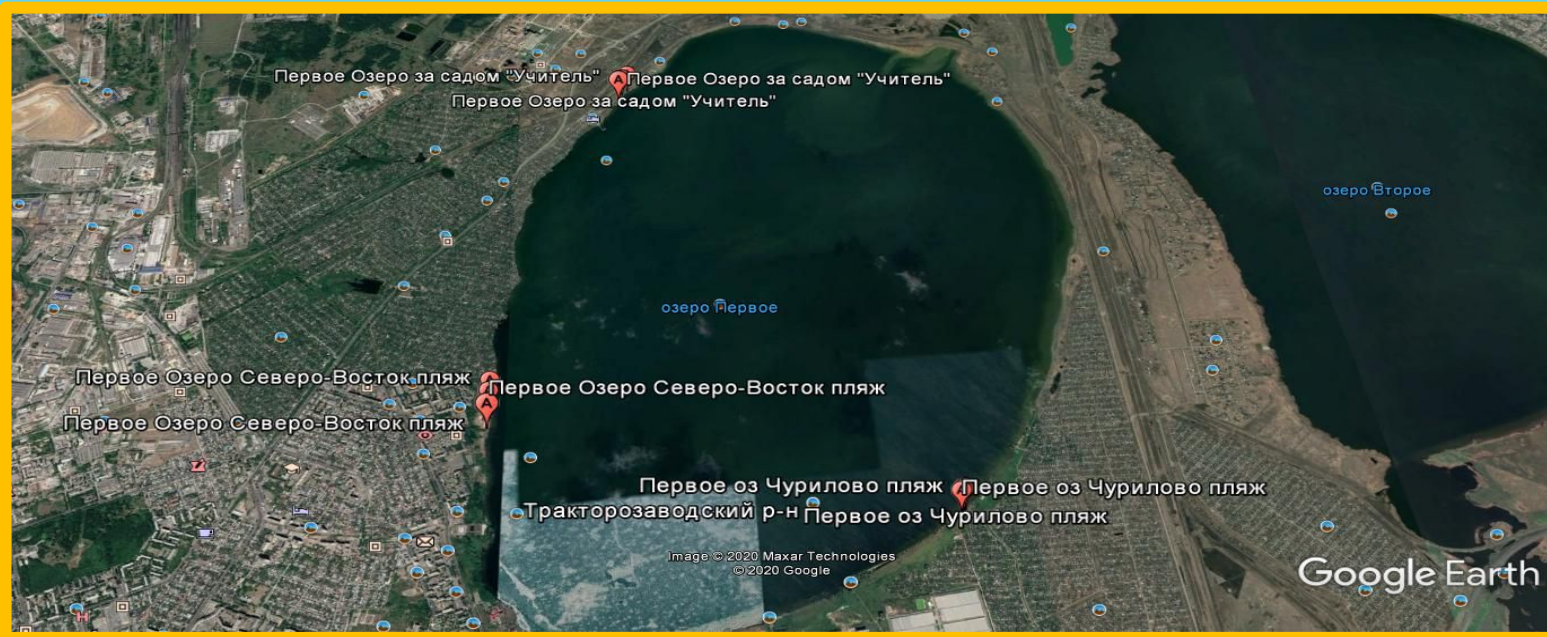 Первое Озеро за садом "Учитель"
Первое Озеро за садом "Учитель"
Первое Озеро за садом "Учитель"
озеро Второе
озеро Первое
Первое Озеро Северо-Восток пляж
Первое Озеро Северо-Восток пляж
Первое Озеро Северо-Восток пляж
Первое оз Чурилово пляж
Первое оз Чурилово пляж
Тракторозаводский р-н
Первое оз Чурилово пляж
Image © 2020 Maxar Technologies
© 2020 Google
Google Earth